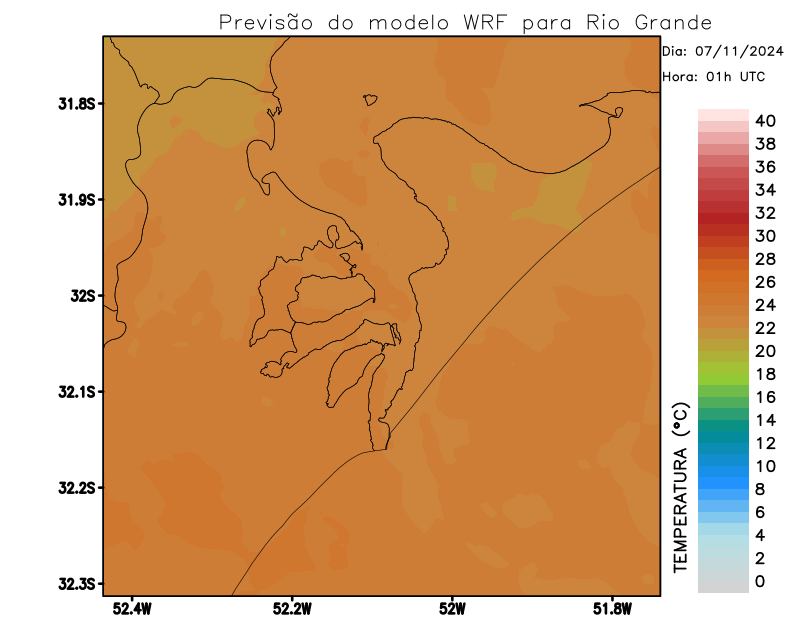 Previsão do modelo WRF para Rio Grande
Dia: 07/11/2024
Hora: 01h UTC
31.8S
31.9S
32S
32.1S
32.2S
32.3S
52.4W
52.2W
52W
51.8W
TEMPERATURA (°C)
40
38
36
34
32
30
28
26
24
22
20
18
16
14
12
10
8
6
4
2
0